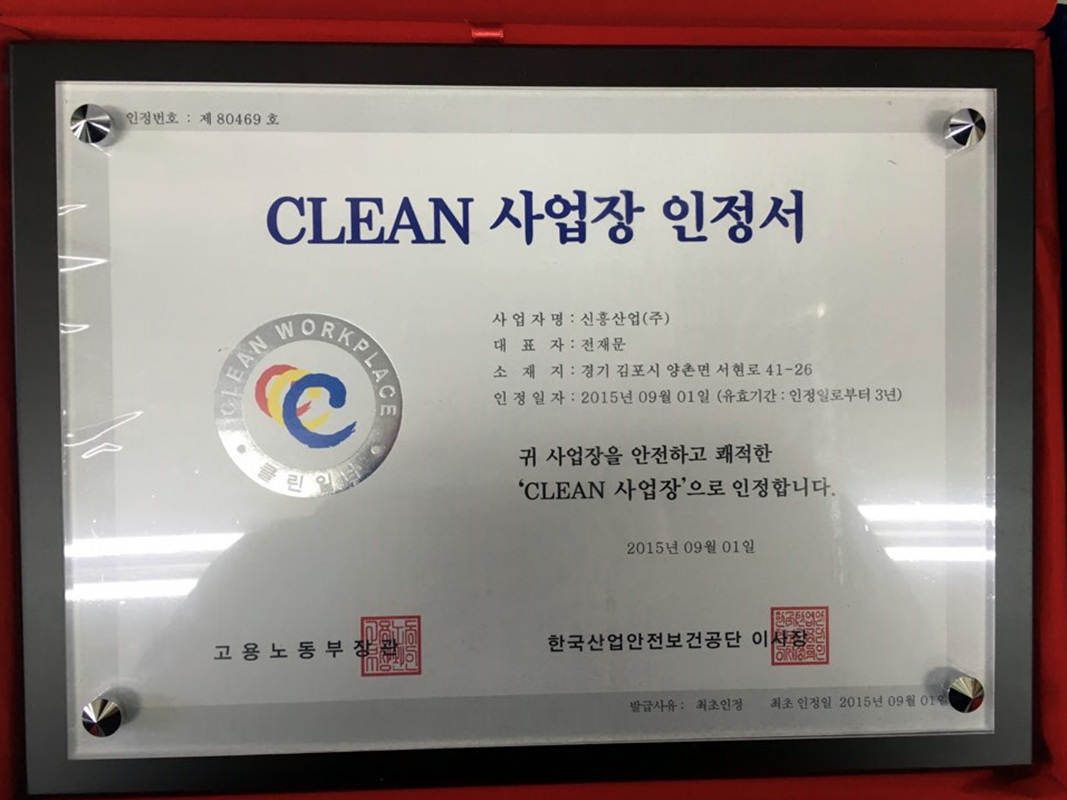 인정번호 : 제 80469 호
CLEAN 사업장 인정서
CLEAN WORKPLACE
클린일터
사업자명 : 신흥산업(주)
대 표 자 : 전재문
소 재 지 : 경기 김포시 양촌면 서현로 41-26
인정일자 : 2015년 09월 01일 (유효기간 : 인정일로부터 3년)
귀 사업장을 안전하고 쾌적한
‘CLEAN 사업장’으로 인정합니다.
2015년 09월 01일
고용노동부장관
한국산업안전보건공단 이사장
발급사유 : 최초인정 최초 인정일 2015년 09월 01일